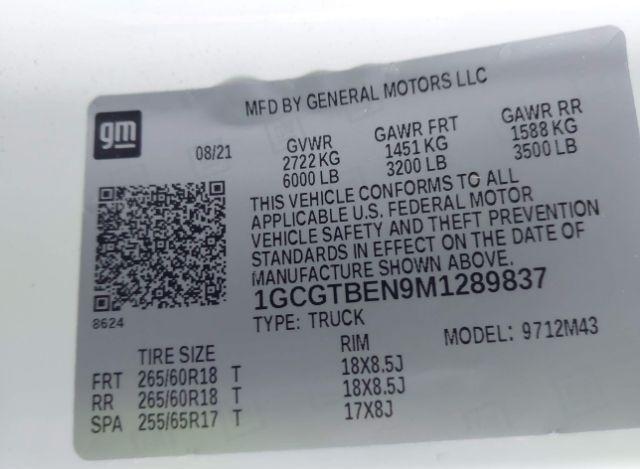 MFD BY GENERAL MOTORS LLC
gm
08/21
GVWR GAWR FRT GAWR RR
2722 KG 1451 KG 1588 KG
6000 LB 3200 LB 3500 LB
THIS VEHICLE CONFORMS TO ALL
APPLICABLE U.S. FEDERAL MOTOR
VEHICLE SAFETY AND THEFT PREVENTION
STANDARDS IN EFFECT ON THE DATE OF
MANUFACTURE SHOWN ABOVE.
1GCGTBEN9M1289837
8624
TYPE: TRUCK
MODEL: 9712M43
TIRE SIZE RIM
FRT 265/60R18 T 18X8.5J
RR 265/60R18 T 18X8.5J
SPA 255/65R17 T 17X8J